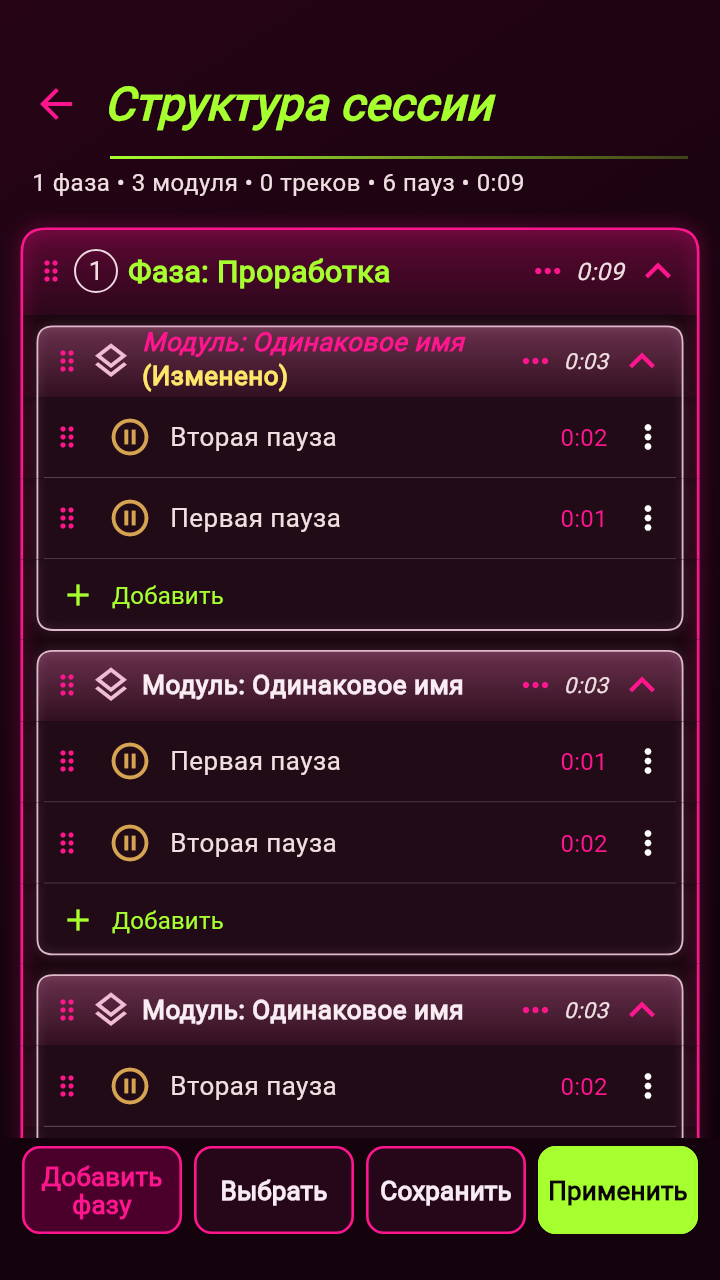 Структура сессии
1 фаза • 3 модуля • 0 треков • 6 пауз • 0:09
1 Фаза: Проработка ••• 0:09
Модуль: Одинаковое имя
(Изменено) ••• 0:03
Вторая пауза 0:02
Первая пауза 0:01
+ Добавить
Модуль: Одинаковое имя ••• 0:03
Первая пауза 0:01
Вторая пауза 0:02
+ Добавить
Модуль: Одинаковое имя ••• 0:03
Вторая пауза 0:02
Добавить
фазу
Выбрать
Сохранить
Применить